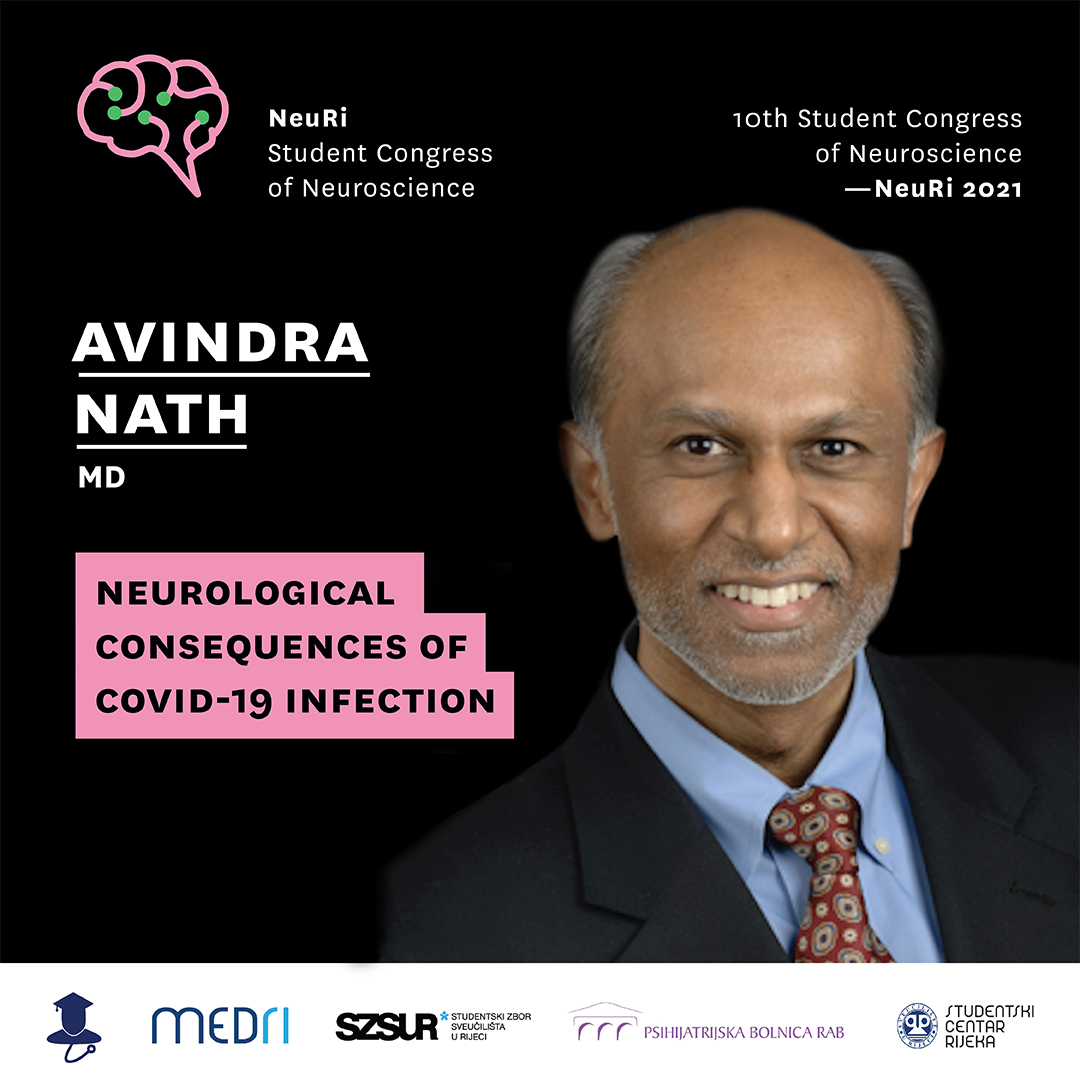 NeuRi
Student Congress
of Neuroscience
10th Student Congress
of Neuroscience
—NeuRi 2021
AVINDRA
NATH
MD
NEUROLOGICAL
CONSEQUENCES OF
COVID-19 INFECTION
MEDRI
SZSUR*
STUDENTSKI ZBOR
SVEUČILIŠTA
U RIJECI
PSIHIJATRIJSKA BOLNICA RAB
STUDENTSKI
CENTAR
RIJEKA